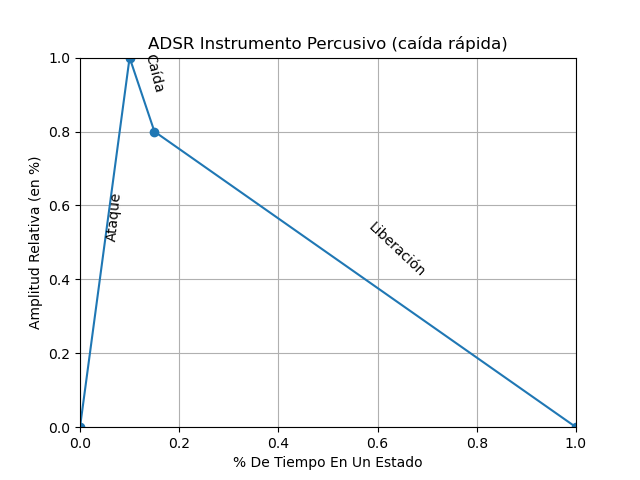 ADSR Instrumento Percusivo (caída rápida)
Amplitud Relativa (en %)
1.0
0.8
0.6
0.4
0.2
0.0
Ataque
Caída
Liberación
0.0
0.2
0.4
0.6
0.8
1.0
% De Tiempo En Un Estado